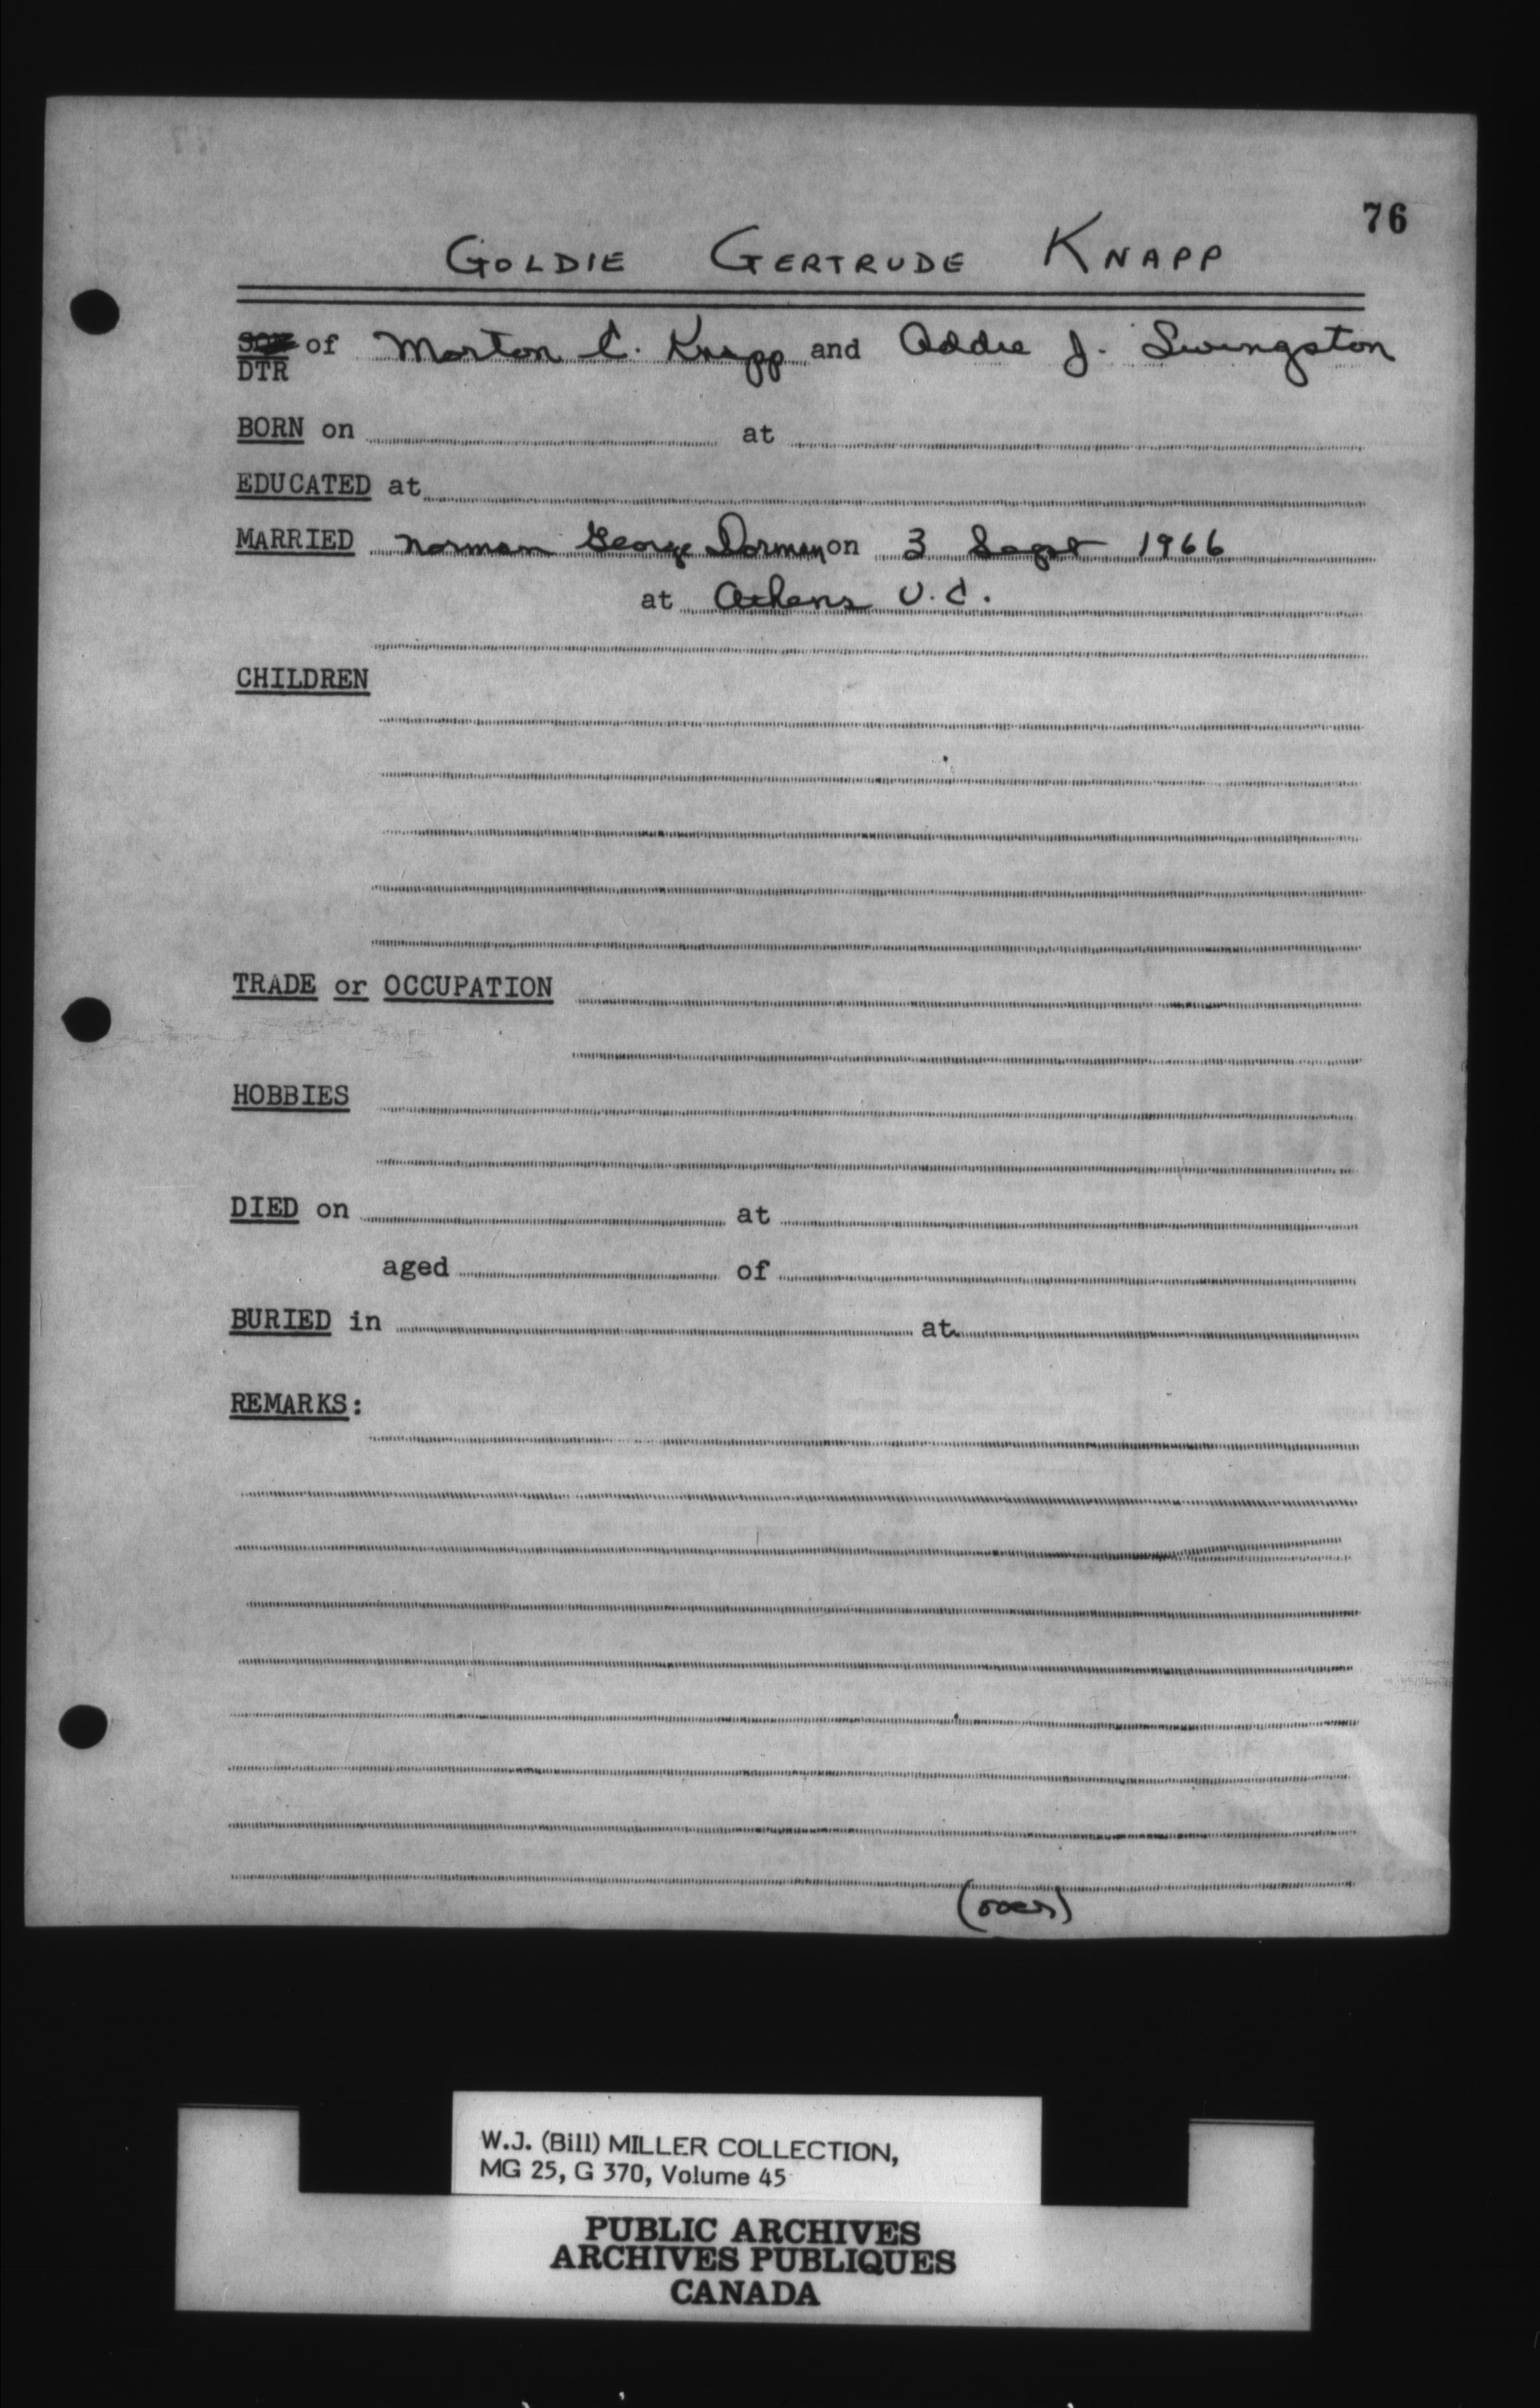 76
GOLDIE GERTRUDE KNAPP
SON of Morton C. Knapp and Addie J. Livingston
DTR
BORN on at
EDUCATED at
MARRIED Norman George Dorman on 3 Sept 1966
at Athens U.C.
CHILDREN
TRADE or OCCUPATION
HOBBIES
DIED on at
aged of
BURIED in at
REMARKS:
(over)
W.J. (Bill) MILLER COLLECTION,
MG 25, G 370, Volume 45
PUBLIC ARCHIVES
ARCHIVES PUBLIQUES
CANADA